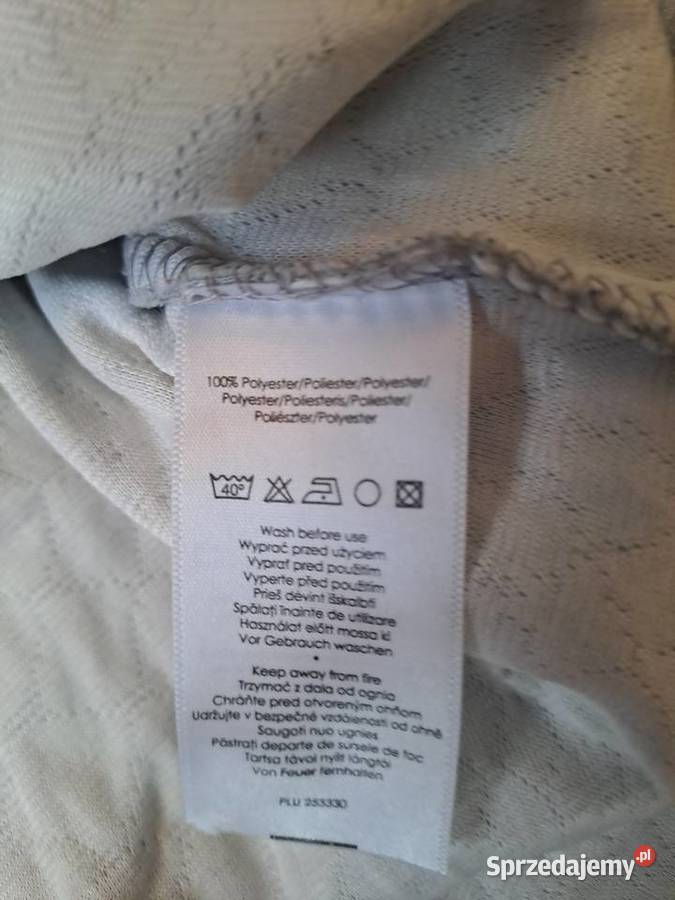 100% Polyester/Poliester/Polyester/
Polyester/Poliesteris/Poliester/
Poliészter/Polyester
40°
Wash before use
Wyprać przed użyciem
Vyprať pred použitím
Vyperte před použitím
Prieš dėvint išskalbti
Spălați înainte de utilizare
Használat előtt mossa ki
Vor Gebrauch waschen
•
Keep away from fire
Trzymać z dala od ognia
Chráňte pred otvoreným ohňom
Udržujte v bezpečné vzdálenosti od ohně
Saugoti nuo ugnies
Păstrați departe de sursele de foc
Tartsa távol nyílt lángtól
Von Feuer fernhalten
PLU 253330
Sprzedajemy.pl